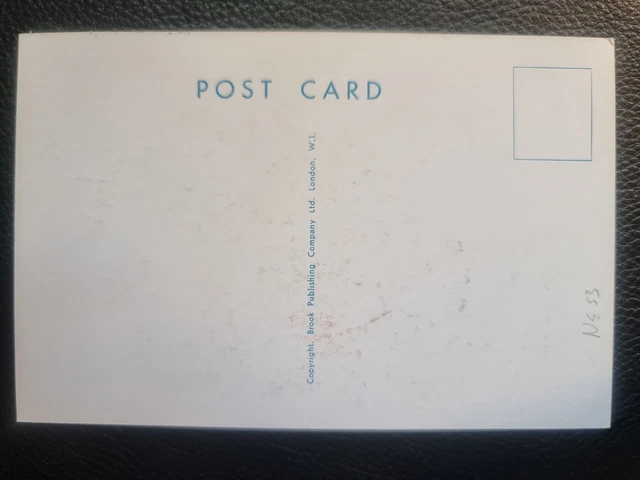 POST CARD
Copyright. Brook Publishing Company Ltd. London, W.1.
NE 53